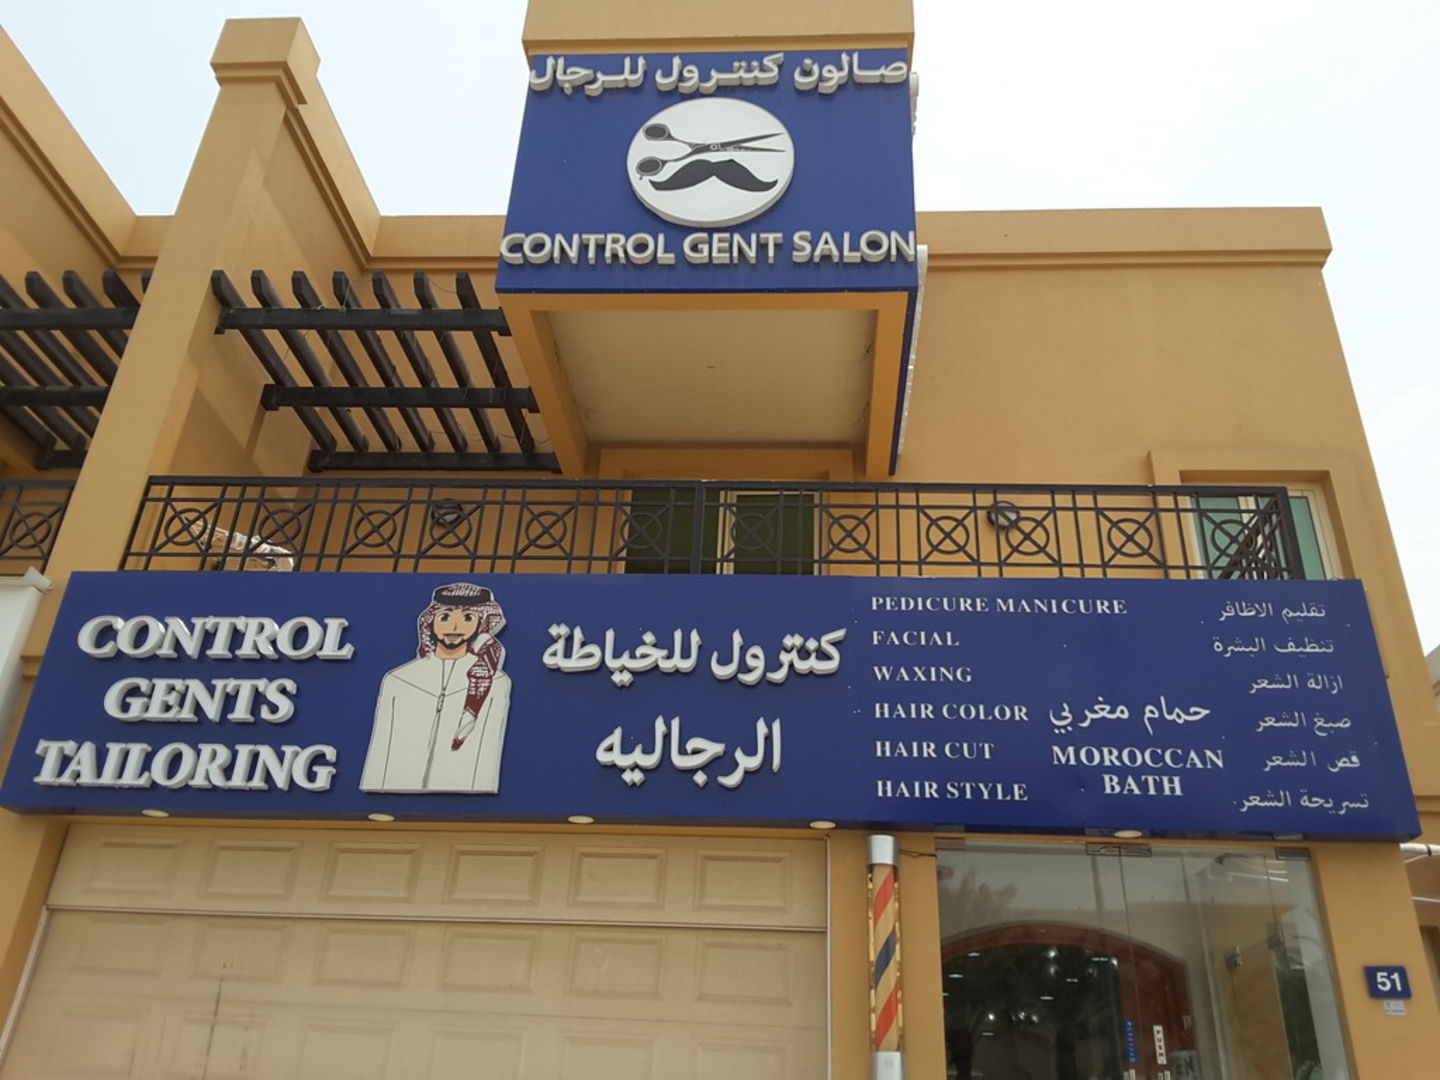 صالون كنترول للرجال
CONTROL GENT SALON
CONTROL
GENTS
TAILORING
كنترول للخياطة
الرجاليه
PEDICURE MANICURE
FACIAL
WAXING
HAIR COLOR
HAIR CUT
HAIR STYLE
حمام مغربي
MOROCCAN
BATH
تقليم الاظافر
تنظيف البشرة
ازالة الشعر
صبغ الشعر
قص الشعر
تسريحة الشعر
51